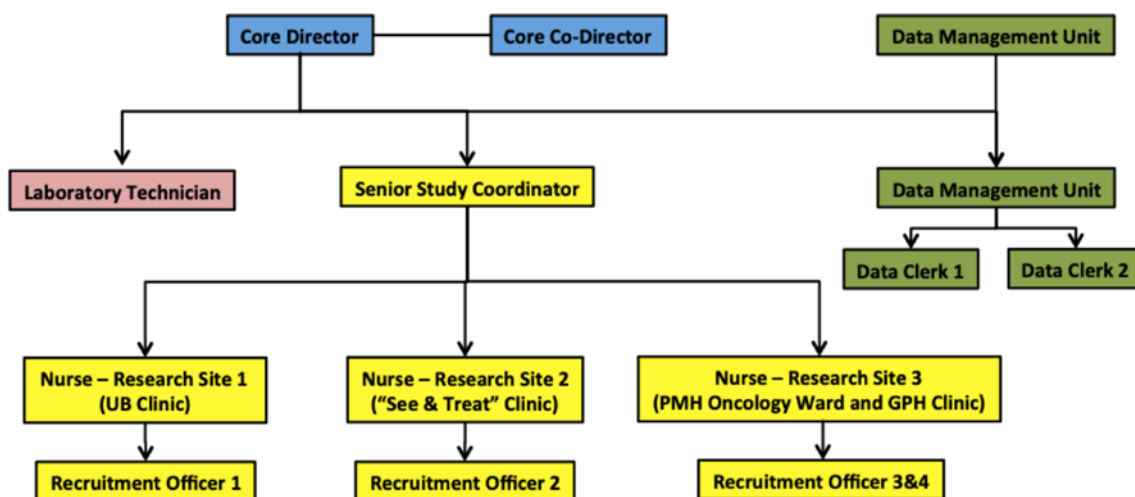 Core Director
Core Co-Director
Data Management Unit
Laboratory Technician
Senior Study Coordinator
Data Management Unit
Data Clerk 1
Data Clerk 2
Nurse – Research Site 1
(UB Clinic)
Nurse – Research Site 2
(“See & Treat” Clinic)
Nurse – Research Site 3
(PMH Oncology Ward and GPH Clinic)
Recruitment Officer 1
Recruitment Officer 2
Recruitment Officer 3&4